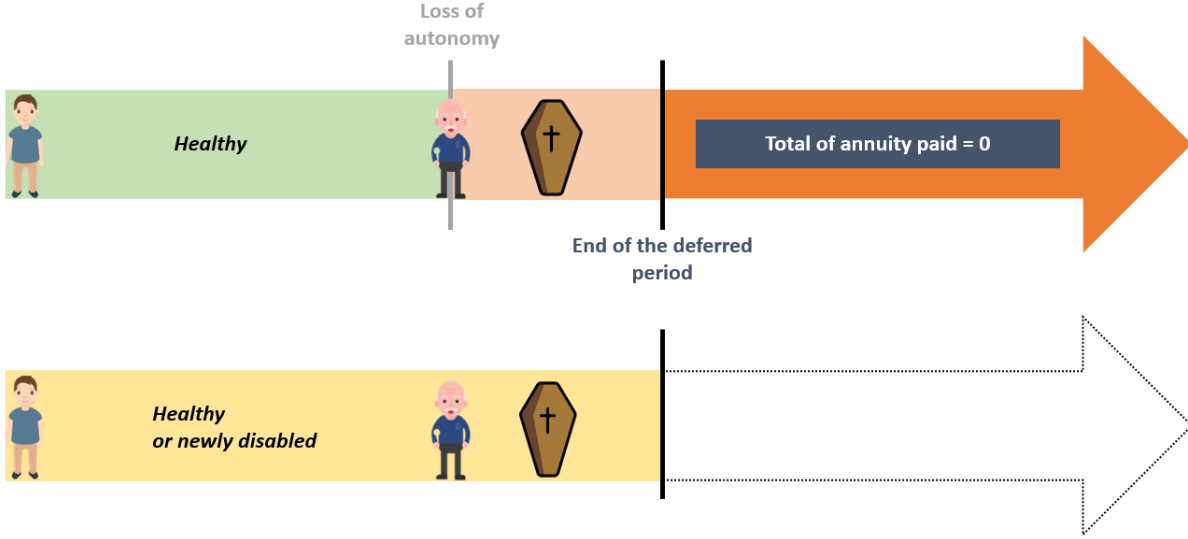 Loss of
autonomy
Healthy
Total of annuity paid = 0
End of the deferred
period
Healthy
or newly disabled